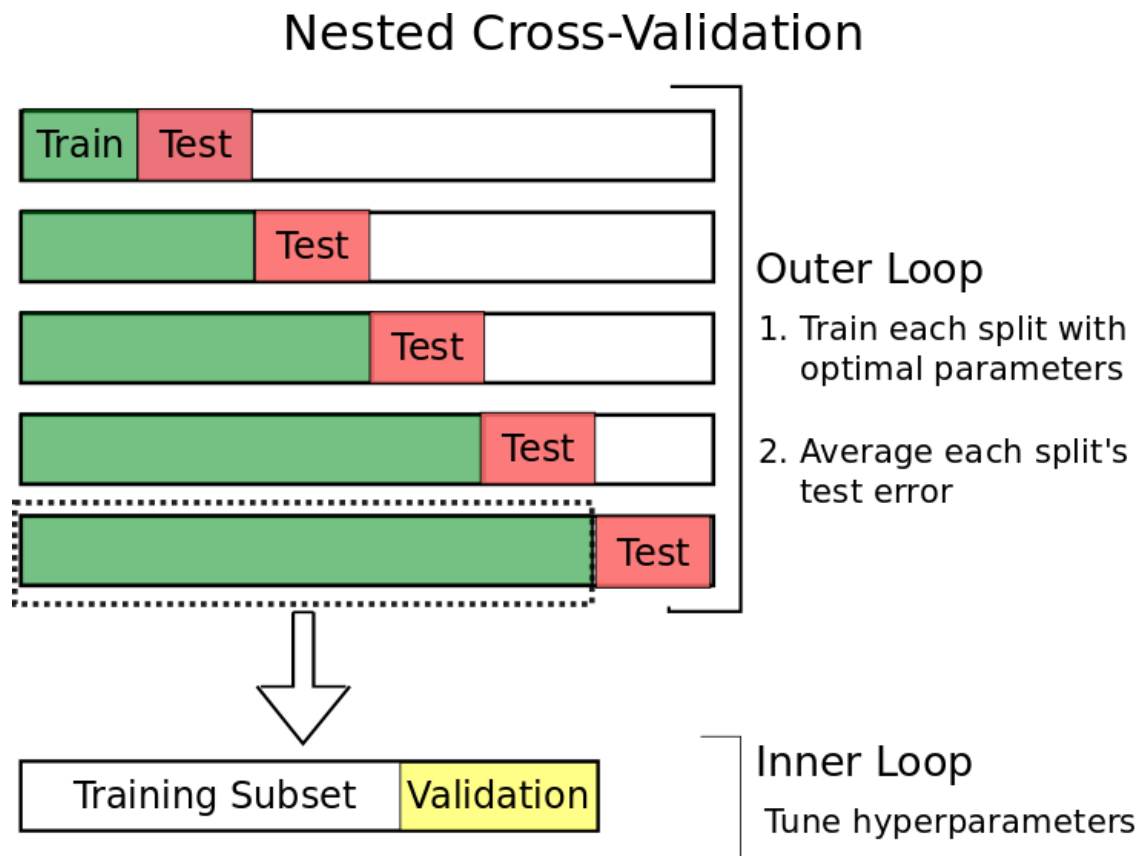 Nested Cross-Validation
Train Test
Test
Test
Test
Test
Outer Loop
1. Train each split with
optimal parameters
2. Average each split's
test error
Training Subset Validation
Inner Loop
Tune hyperparameters